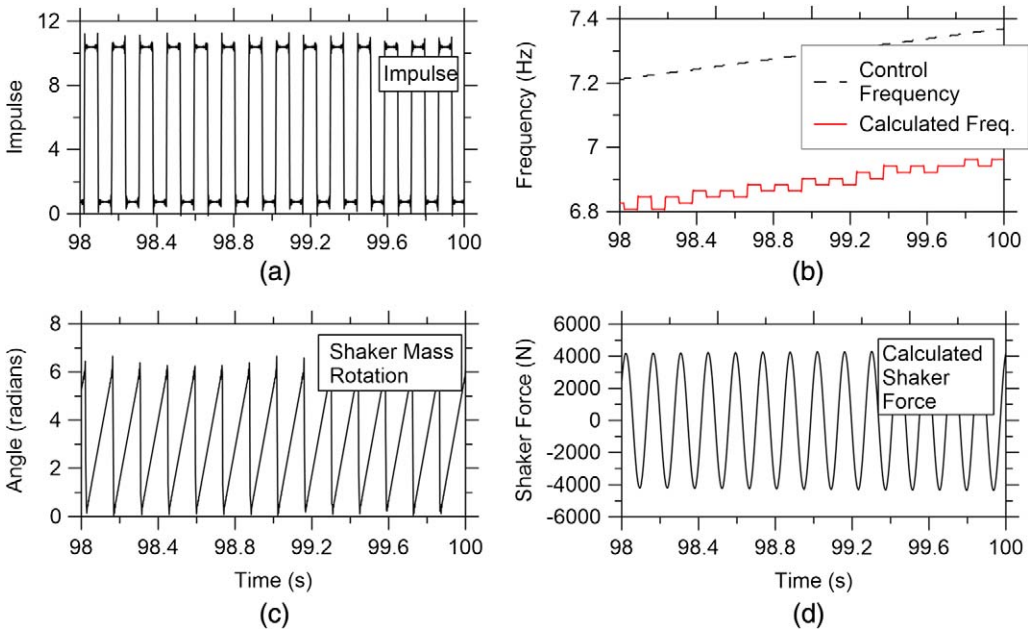 12
8
4
0
Impulse
Impulse
98 98.4 98.8 99.2 99.6 100
(a)
7.4
7.2
7
6.8
Frequency (Hz)
Control
Frequency
Calculated Freq.
98 98.4 98.8 99.2 99.6 100
(b)
8
6
4
2
0
Angle (radians)
Shaker Mass
Rotation
98 98.4 98.8 99.2 99.6 100
Time (s)
(c)
6000
4000
2000
0
-2000
-4000
-6000
Shaker Force (N)
Calculated
Shaker
Force
98 98.4 98.8 99.2 99.6 100
Time (s)
(d)